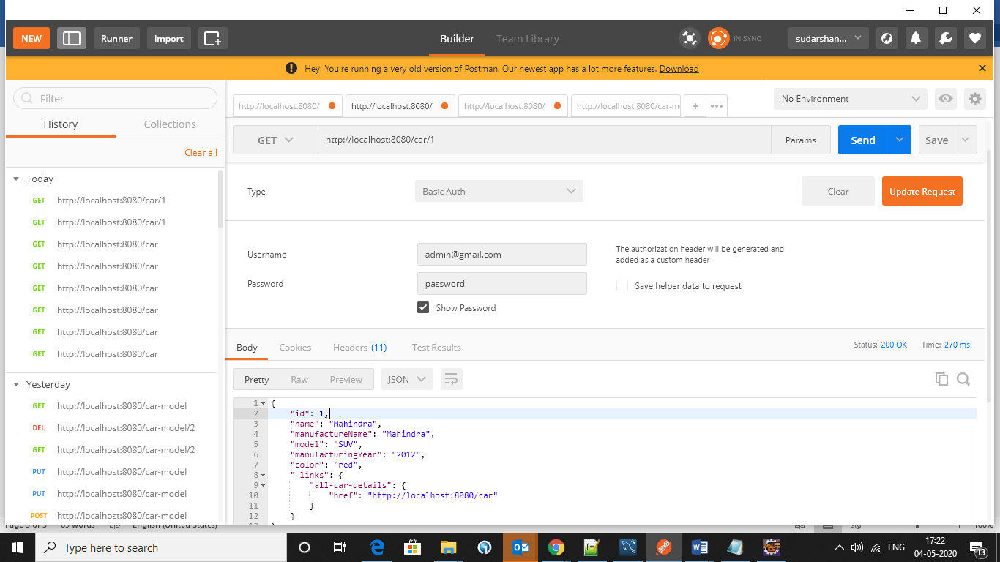 NEW
Runner
Import
Builder
Team Library
IN SYNC
sudarshan...
Hey! You're running a very old version of Postman. Our newest app has a lot more features. Download
Filter
History
Collections
Clear all
Today
GET http://localhost:8080/car/1
GET http://localhost:8080/car/1
GET http://localhost:8080/car
GET http://localhost:8080/car
GET http://localhost:8080/car
GET http://localhost:8080/car
GET http://localhost:8080/car
GET http://localhost:8080/car
Yesterday
GET http://localhost:8080/car-model
DEL http://localhost:8080/car-model/2
GET http://localhost:8080/car-model/2
PUT http://localhost:8080/car-model
PUT http://localhost:8080/car-model
POST http://localhost:8080/car-model
http://localhost:8080/
http://localhost:8080/
http://localhost:8080/
http://localhost:8080/car-m
No Environment
GET
http://localhost:8080/car/1
Params
Send
Save
Type
Basic Auth
Clear
Update Request
Username
admin@gmail.com
The authorization header will be generated and
added as a custom header
Password
password
Save helper data to request
Show Password
Body
Cookies
Headers (11)
Test Results
Status: 200 OK
Time: 270 ms
Pretty
Raw
Preview
JSON
1 {
2 "id": 1,
3 "name": "Mahindra",
4 "manufactureName": "Mahindra",
5 "model": "SUV",
6 "manufacturingYear": "2012",
7 "color": "red",
8 "_links": {
9 "all-car-details": {
10 "href": "http://localhost:8080/car"
11 }
12 }
English (United States)
Type here to search
ENG
17:22
04-05-2020
13